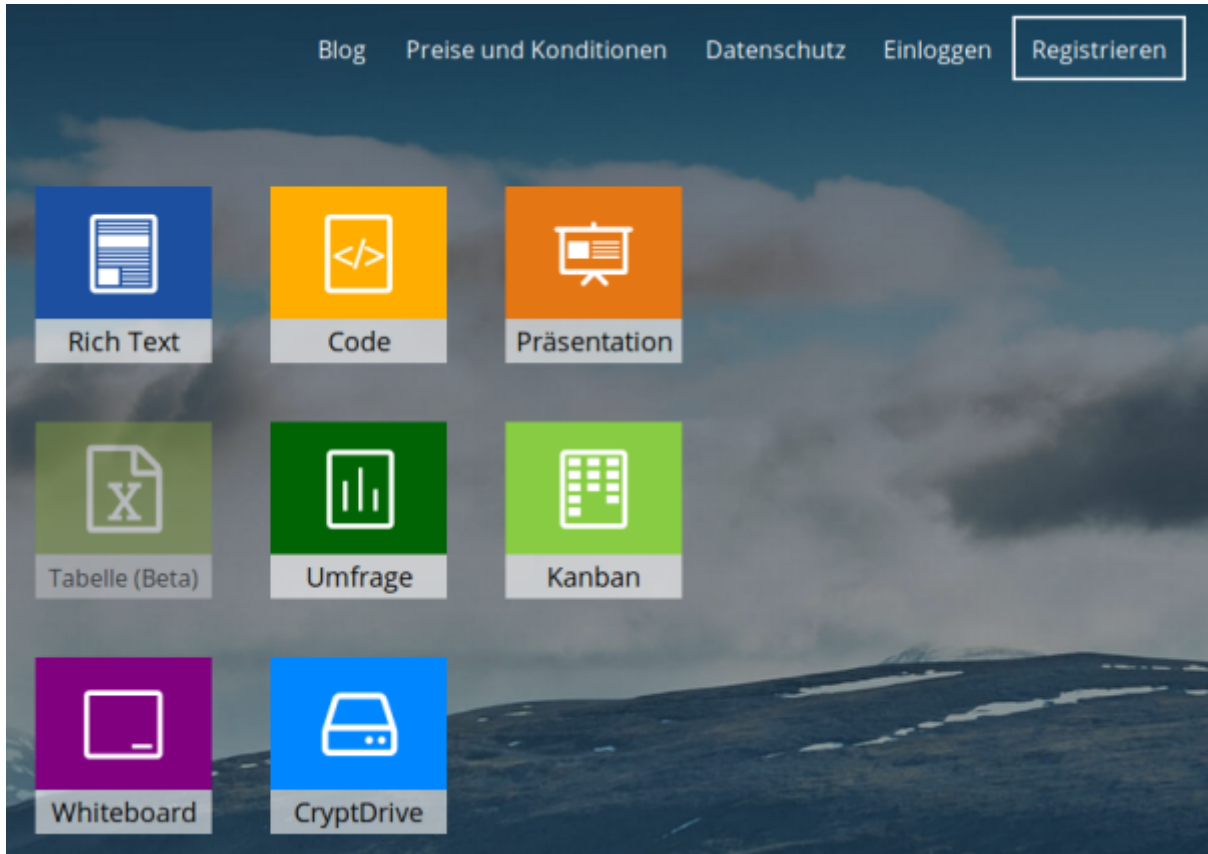 Blog Preise und Konditionen Datenschutz Einloggen Registrieren
</>
Rich Text Code Präsentation
X
Tabelle (Beta) Umfrage Kanban
Whiteboard CryptDrive